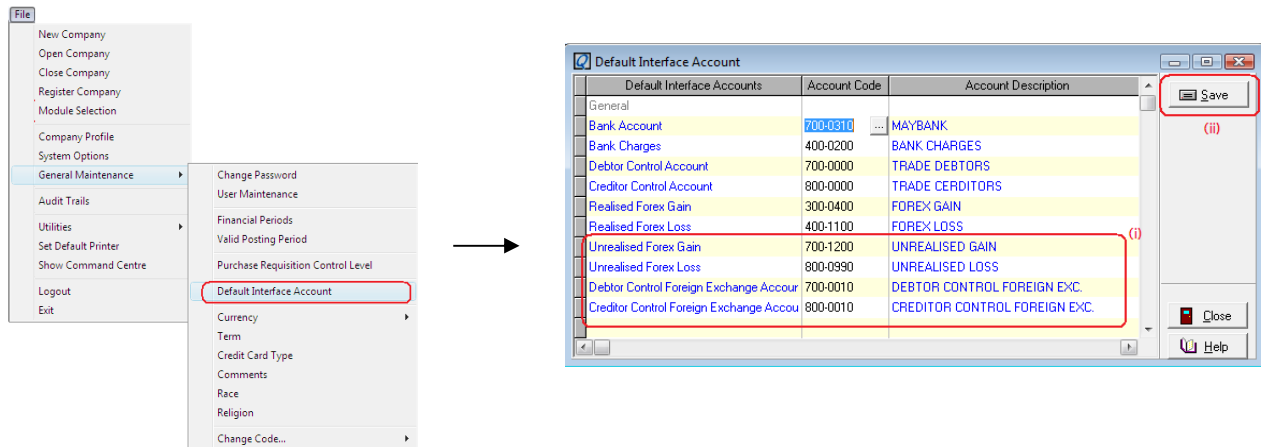 File
New Company
Open Company
Close Company
Register Company
Module Selection
Company Profile
System Options
General Maintenance
Audit Trails
Utilities
Set Default Printer
Show Command Centre
Logout
Exit
Change Password
User Maintenance
Financial Periods
Valid Posting Period
Purchase Requisition Control Level
Default Interface Account
Currency
Term
Credit Card Type
Comments
Race
Religion
Change Code...
Default Interface Account
Default Interface Accounts Account Code Account Description
General
Bank Account 700-0310 ... MAYBANK
Bank Charges 400-0200 BANK CHARGES
Debtor Control Account 700-0000 TRADE DEBTORS
Creditor Control Account 800-0000 TRADE CERDITORS
Realised Forex Gain 300-0400 FOREX GAIN
Realised Forex Loss 400-1100 FOREX LOSS
(i)
Unrealised Forex Gain 700-1200 UNREALISED GAIN
Unrealised Forex Loss 800-0990 UNREALISED LOSS
Debtor Control Foreign Exchange Accour 700-0010 DEBTOR CONTROL FOREIGN EXC.
Creditor Control Foreign Exchange Accou 800-0010 CREDITOR CONTROL FOREIGN EXC.
Save
(ii)
Close
Help